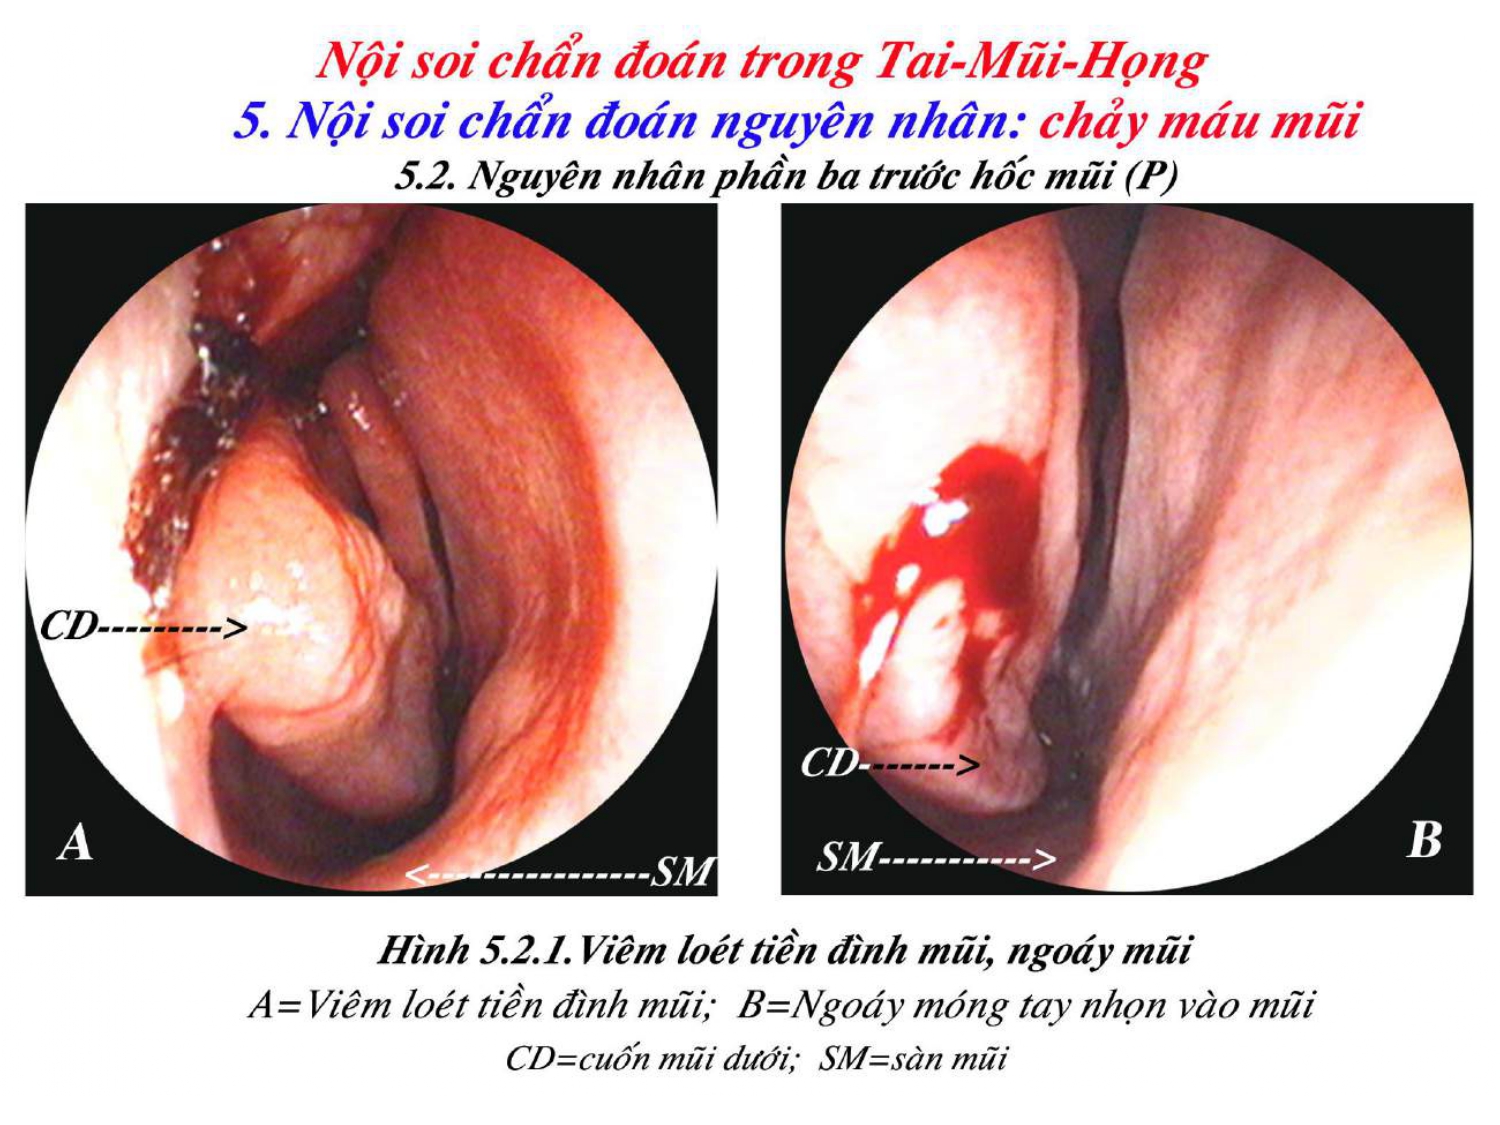 Nội soi chẩn đoán trong Tai-Mũi-Họng
5. Nội soi chẩn đoán nguyên nhân: chảy máu mũi
5.2. Nguyên nhân phần ba trước hốc mũi (P)
CD--------->
A
<----------------SM
CD------->
SM----------->
B
Hình 5.2.1.Viêm loét tiền đình mũi, ngoáy mũi
A=Viêm loét tiền đình mũi; B=Ngoáy móng tay nhọn vào mũi
CD=cuốn mũi dưới; SM=sàn mũi